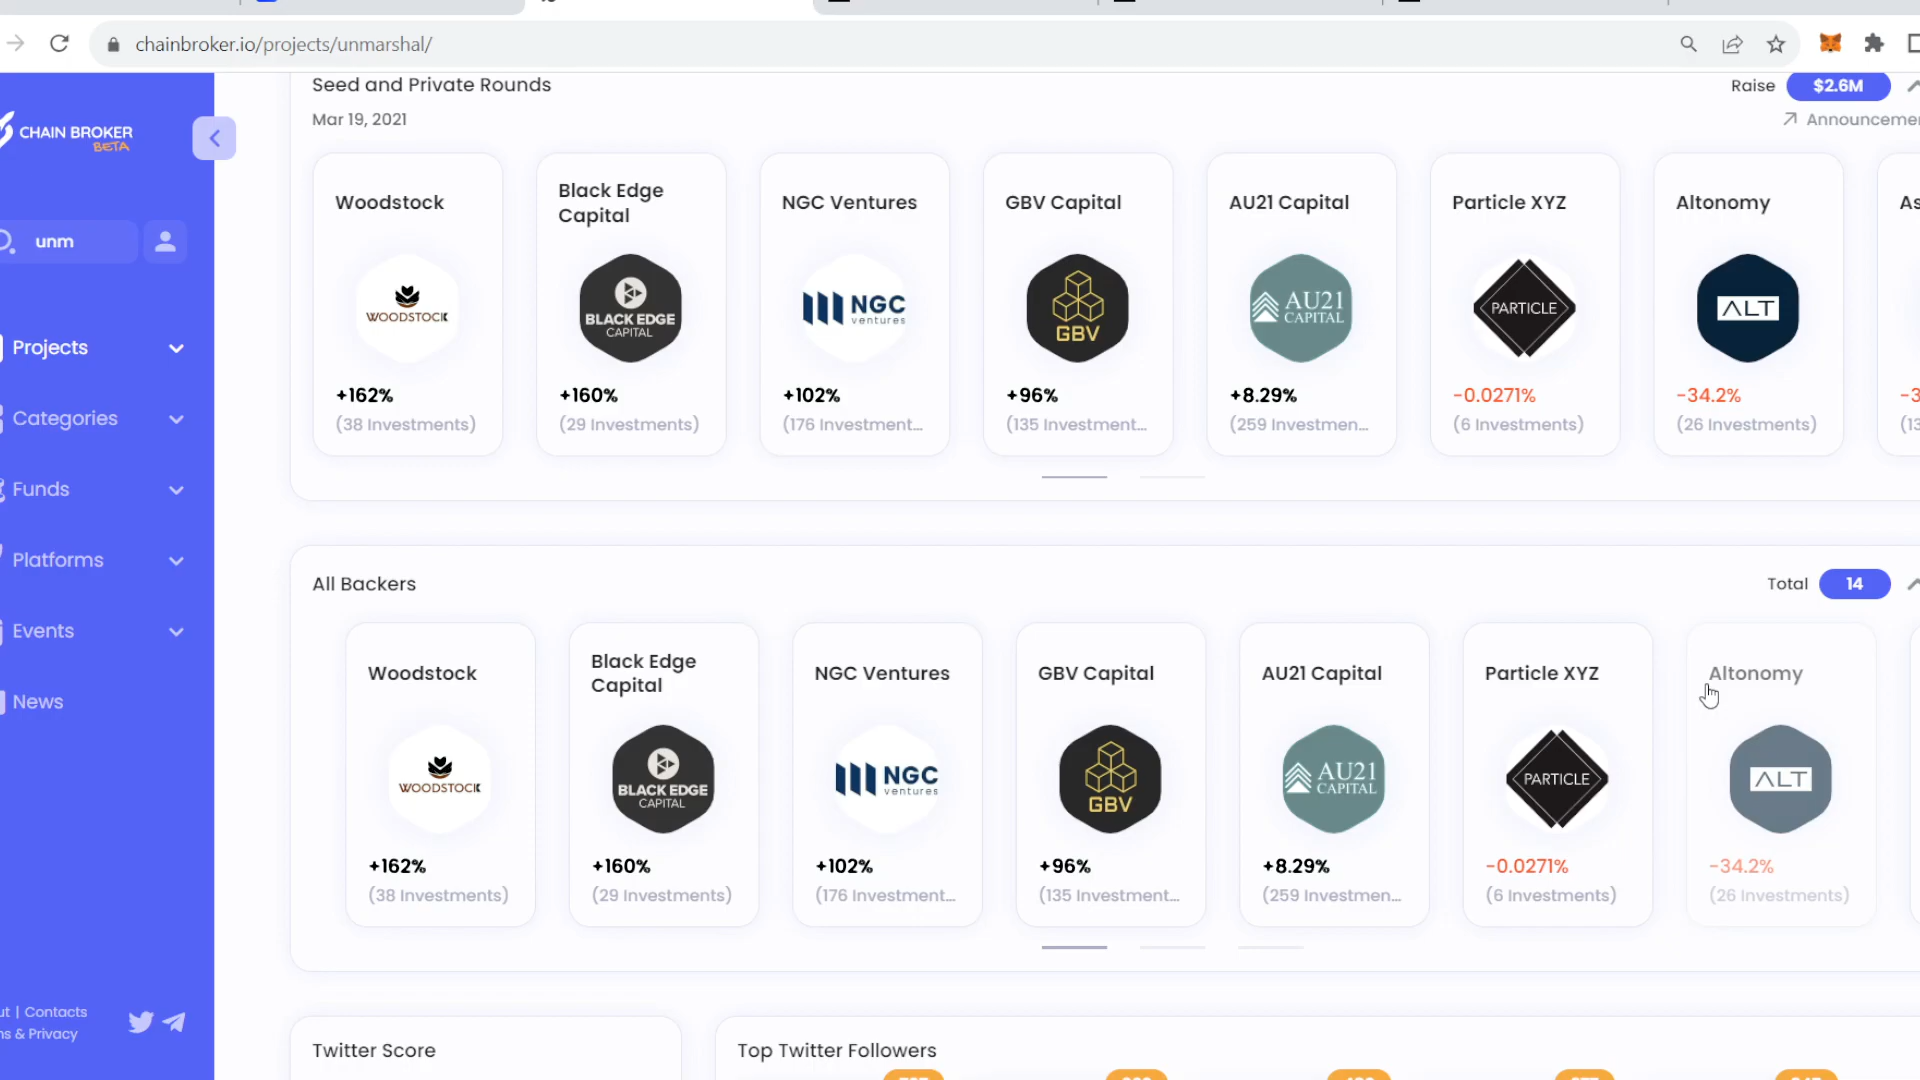 chainbroker.io/projects/unmarshal/
CHAIN BROKER
BETA
unm
Projects
Categories
Funds
Platforms
Events
News
Contacts
& Privacy
Seed and Private Rounds
Raise $2.6M
Mar 19, 2021
Woodstock
WOODSTOCK
+162%
(38 Investments)
Black Edge
Capital
BLACK EDGE
CAPITAL
+160%
(29 Investments)
NGC Ventures
NGC
ventures
+102%
(176 Investment...
GBV Capital
GBV
+96%
(135 Investment...
AU21 Capital
AU21
CAPITAL
+8.29%
(259 Investmen...
Particle XYZ
PARTICLE
-0.0271%
(6 Investments)
Altonomy
ALT
-34.2%
(26 Investments)
All Backers
Total 14
Woodstock
WOODSTOCK
+162%
(38 Investments)
Black Edge
Capital
BLACK EDGE
CAPITAL
+160%
(29 Investments)
NGC Ventures
NGC
ventures
+102%
(176 Investment...
GBV Capital
GBV
+96%
(135 Investment...
AU21 Capital
AU21
CAPITAL
+8.29%
(259 Investmen...
Particle XYZ
PARTICLE
-0.0271%
(6 Investments)
Altonomy
ALT
-34.2%
(26 Investments)
Twitter Score
Top Twitter Followers